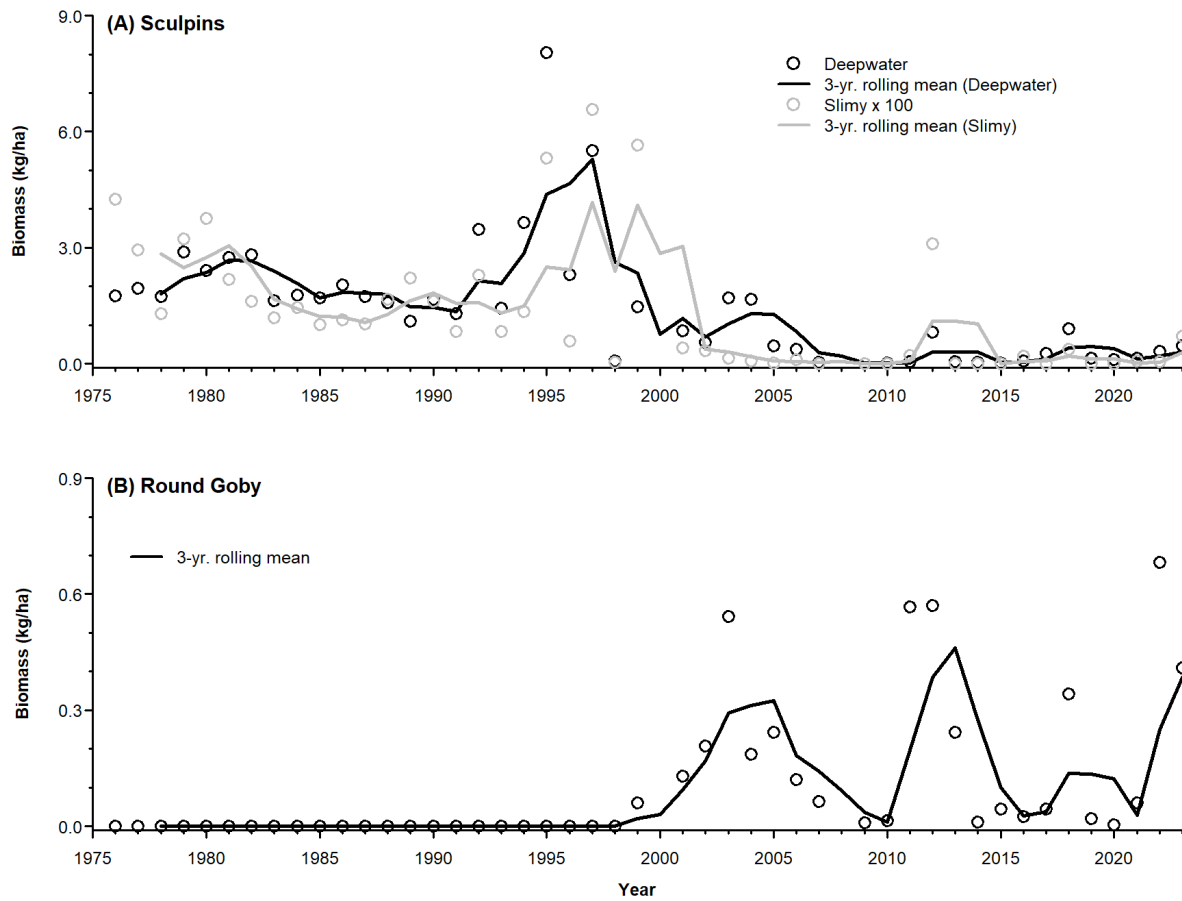 (A) Sculpins
9.0
6.0
3.0
0.0
Biomass (kg/ha)
Deepwater
3-yr. rolling mean (Deepwater)
Slimy x 100
3-yr. rolling mean (Slimy)
1975 1980 1985 1990 1995 2000 2005 2010 2015 2020
(B) Round Goby
0.9
0.6
0.3
0.0
Biomass (kg/ha)
3-yr. rolling mean
1975 1980 1985 1990 1995 2000 2005 2010 2015 2020
Year